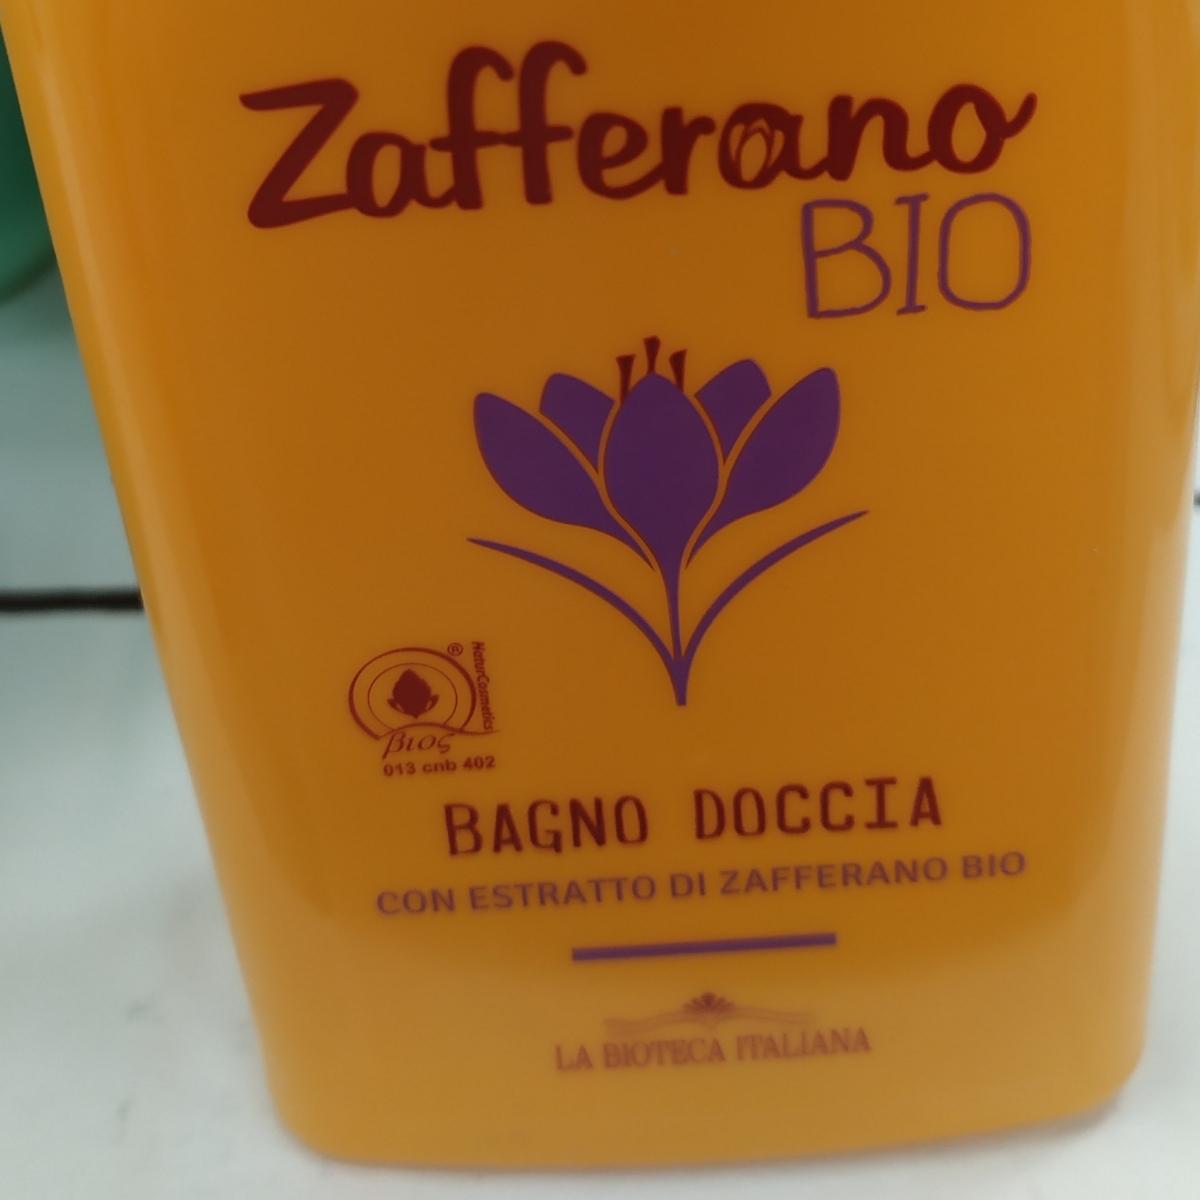 Zafferano
BIO
®
NaturCosmetics
βιος
013 cnb 402
BAGNO DOCCIA
CON ESTRATTO DI ZAFFERANO BIO
LA BIOTECA ITALIANA